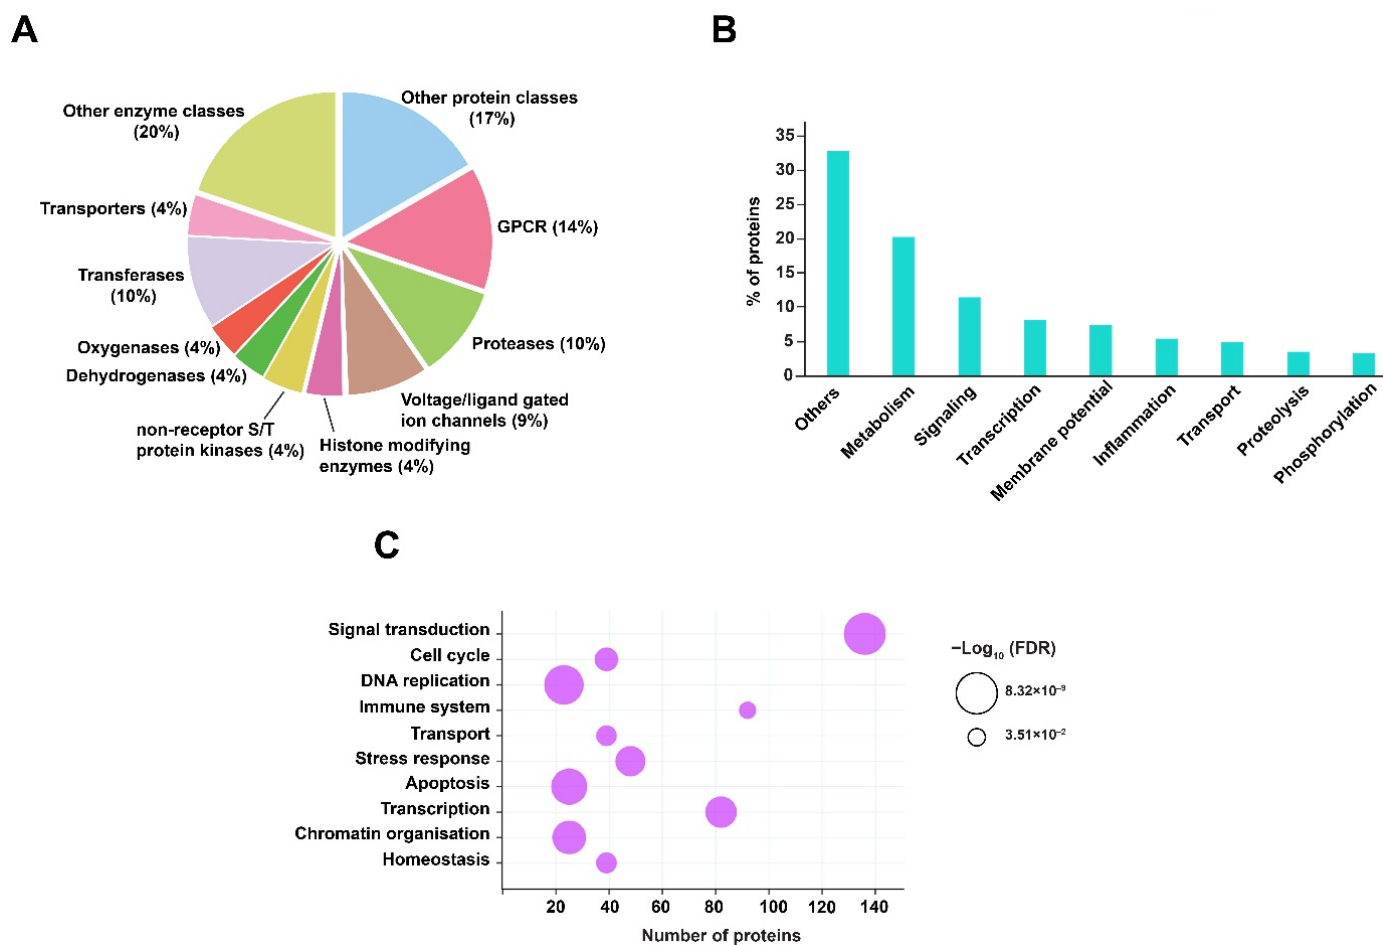 A
B
Other enzyme classes
(20%)
Other protein classes
(17%)
Transporters (4%)
GPCR (14%)
Transferases
(10%)
Oxygenases (4%)
Proteases (10%)
Dehydrogenases (4%)
Voltage/ligand gated
ion channels (9%)
non-receptor S/T
protein kinases (4%)
Histone modifying
enzymes (4%)
% of proteins
35
30
25
20
15
10
5
0
Others
Metabolism
Signaling
Transcription
Membrane potential
Inflammation
Transport
Proteolysis
Phosphorylation
C
Signal transduction
Cell cycle
DNA replication
Immune system
Transport
Stress response
Apoptosis
Transcription
Chromatin organisation
Homeostasis
20 40 60 80 100 120 140
Number of proteins
−Log₁₀ (FDR)
8.32×10⁻⁹
3.51×10⁻²